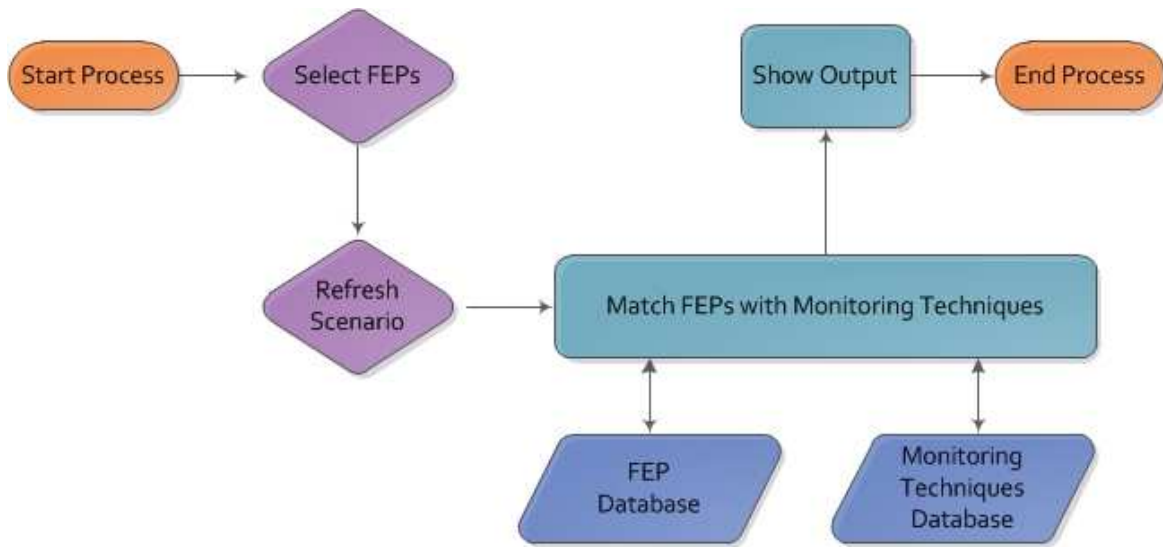 Start Process
Select FEPs
Show Output
End Process
Refresh
Scenario
Match FEPs with Monitoring Techniques
FEP
Database
Monitoring
Techniques
Database